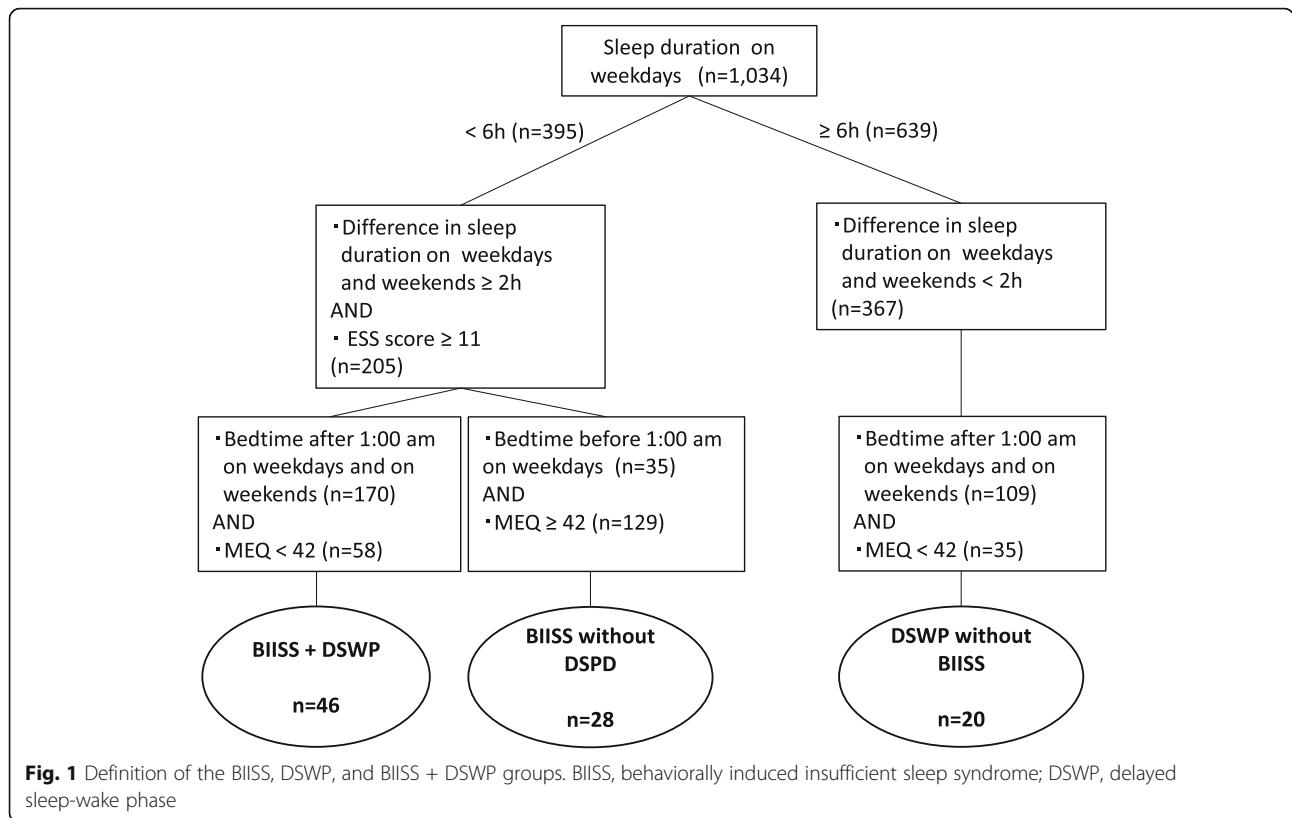 Sleep duration on
weekdays (n=1,034)
< 6h (n=395)
≥ 6h (n=639)
・Difference in sleep
duration on weekdays
and weekends ≥ 2h
AND
・ ESS score ≥ 11
(n=205)
・Difference in sleep
duration on weekdays
and weekends < 2h
(n=367)
・Bedtime after 1:00 am
on weekdays and on
weekends (n=170)
AND
・MEQ < 42 (n=58)
・Bedtime before 1:00 am
on weekdays (n=35)
AND
・MEQ ≥ 42 (n=129)
・Bedtime after 1:00 am
on weekdays and on
weekends (n=109)
AND
・MEQ < 42 (n=35)
BIISS + DSWP
n=46
BIISS without
DSPD
n=28
DSWP without
BIISS
n=20
Fig. 1 Definition of the BIISS, DSWP, and BIISS + DSWP groups. BIISS, behaviorally induced insufficient sleep syndrome; DSWP, delayed
sleep-wake phase